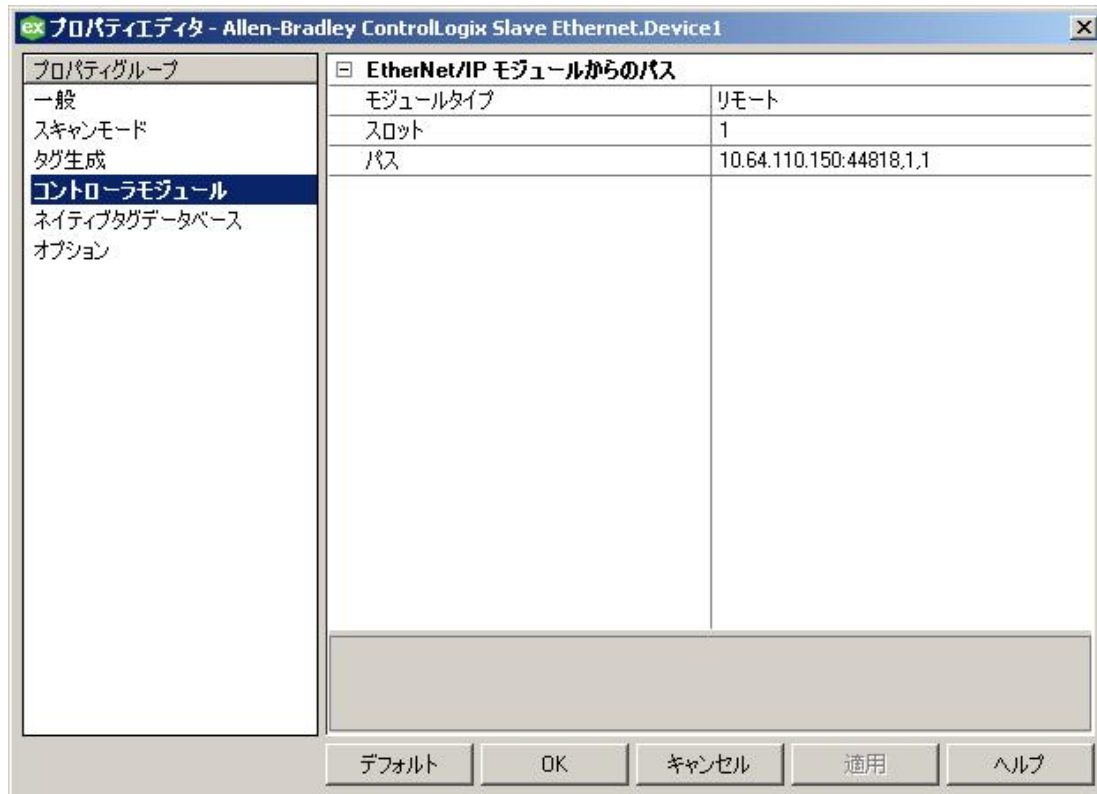 ex プロパティエディタ - Allen-Bradley ControlLogix Slave Ethernet.Device1
プロパティグループ
一般
スキャンモード
タグ生成
コントローラモジュール
ネイティブタグデータベース
オプション
EtherNet/IP モジュールからのパス
モジュールタイプ リモート
スロット 1
パス 10.64.110.150:44818,1,1
デフォルト OK キャンセル 適用 ヘルプ